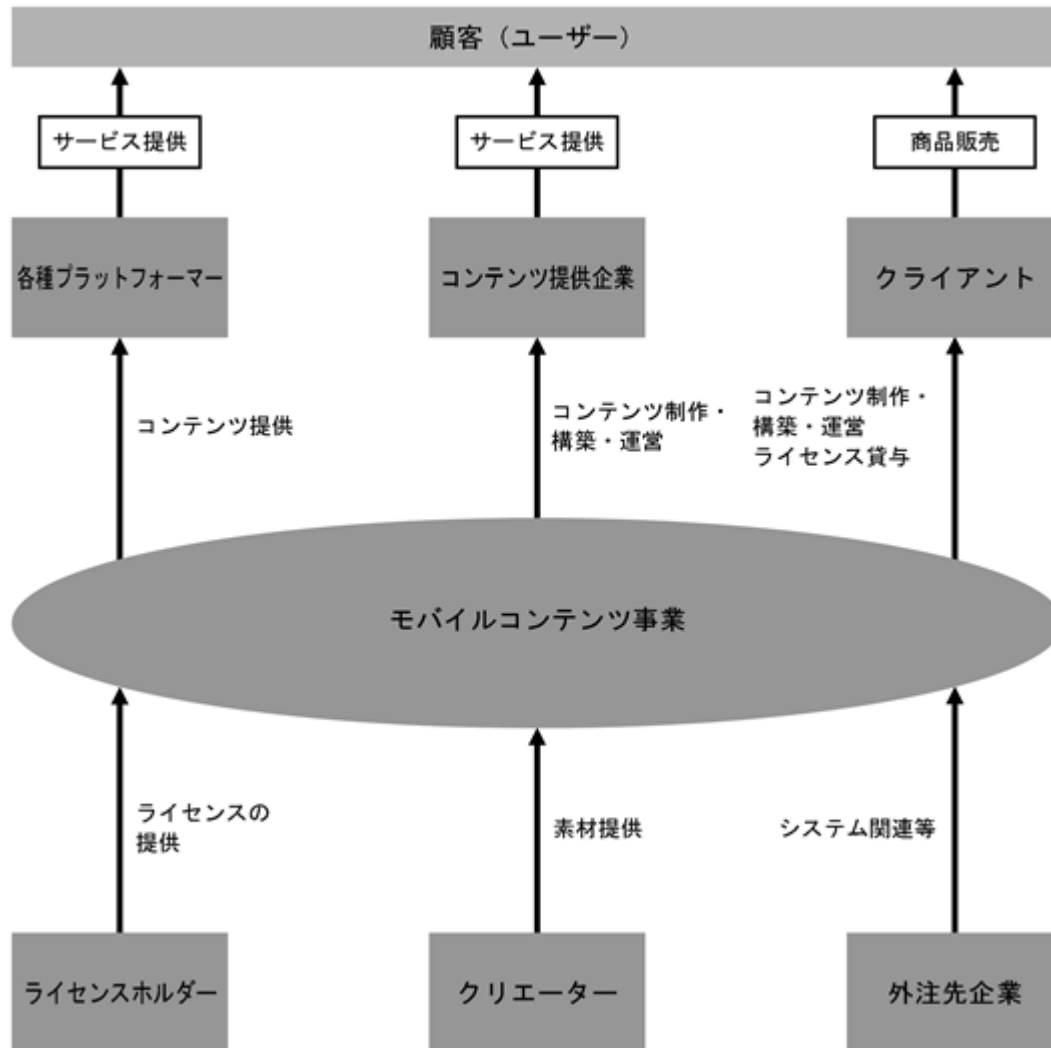 顧客（ユーザー）
サービス提供
サービス提供
商品販売
各種プラットフォーマー
コンテンツ提供企業
クライアント
コンテンツ提供
コンテンツ制作・
構築・運営
コンテンツ制作・
構築・運営
ライセンス貸与
モバイルコンテンツ事業
ライセンスの
提供
素材提供
システム関連等
ライセンスホルダー
クリエーター
外注先企業